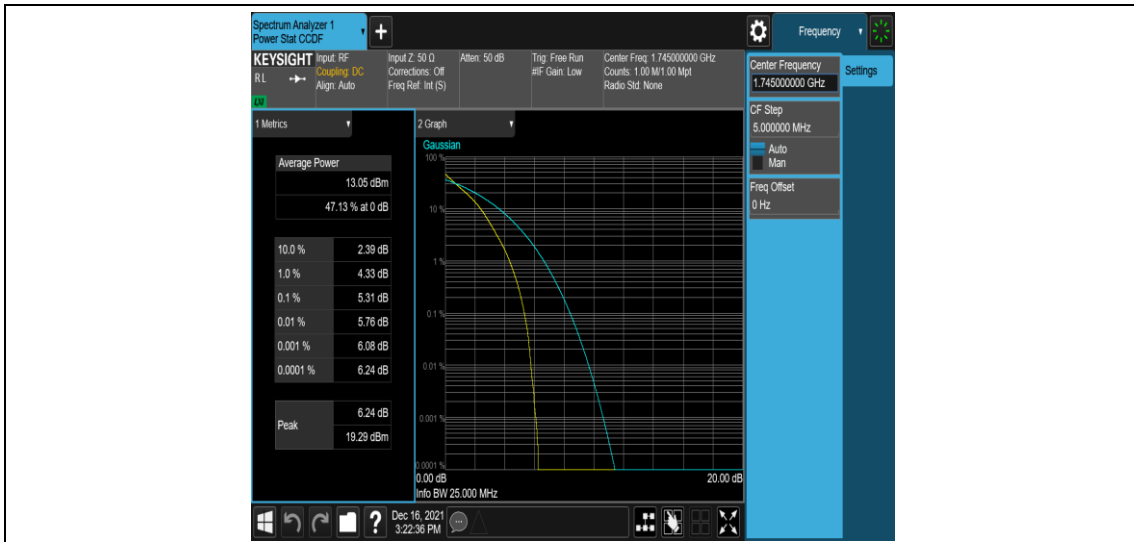 Spectrum Analyzer 1
Power Stat CCDF
+
Frequency
KEYSIGHT
RL
LXI
Input: RF
Coupling: DC
Align: Auto
Input Z: 50 Ω
Corrections: Off
Freq Ref: Int (S)
Atten: 50 dB
Trig: Free Run
#IF Gain: Low
Center Freq: 1.745000000 GHz
Counts: 1.00 M/1.00 Mpt
Radio Std: None
Center Frequency
1.745000000 GHz
Settings
CF Step
5.000000 MHz
Auto
Man
Freq Offset
0 Hz
1 Metrics
Average Power
13.05 dBm
47.13 % at 0 dB
10.0 % 2.39 dB
1.0 % 4.33 dB
0.1 % 5.31 dB
0.01 % 5.76 dB
0.001 % 6.08 dB
0.0001 % 6.24 dB
Peak
6.24 dB
19.29 dBm
2 Graph
Gaussian
100 %
10 %
1 %
0.1 %
0.01 %
0.001 %
0.0001 %
0.00 dB 20.00 dB
Info BW 25.000 MHz
?
Dec 16, 2021
3:22:36 PM